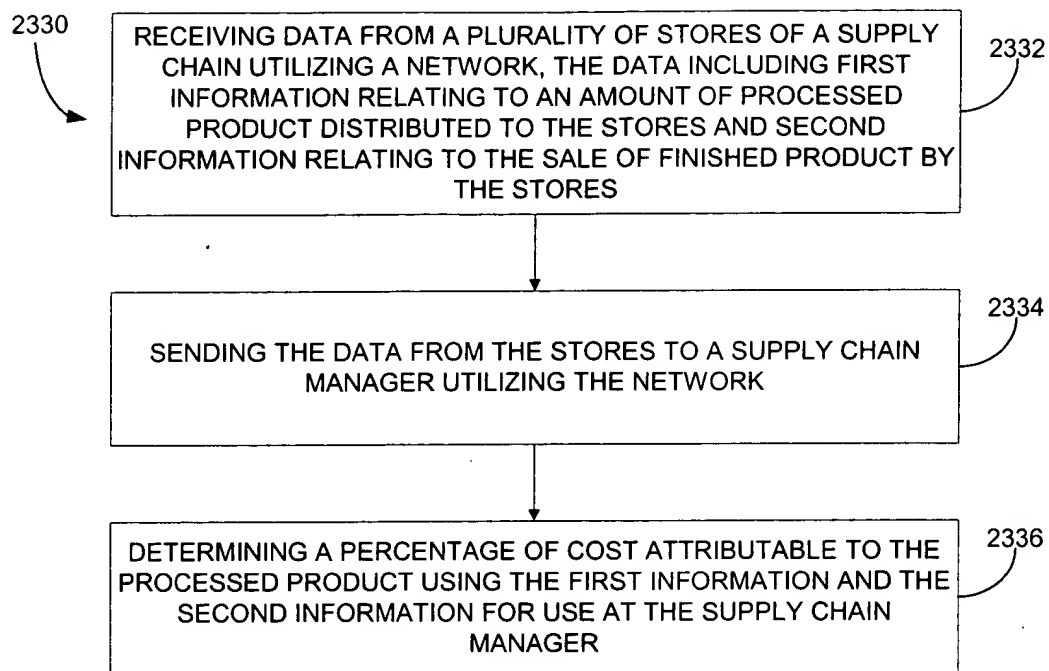 2330
RECEIVING DATA FROM A PLURALITY OF STORES OF A SUPPLY
CHAIN UTILIZING A NETWORK, THE DATA INCLUDING FIRST
INFORMATION RELATING TO AN AMOUNT OF PROCESSED
PRODUCT DISTRIBUTED TO THE STORES AND SECOND
INFORMATION RELATING TO THE SALE OF FINISHED PRODUCT BY
THE STORES
2332
SENDING THE DATA FROM THE STORES TO A SUPPLY CHAIN
MANAGER UTILIZING THE NETWORK
2334
DETERMINING A PERCENTAGE OF COST ATTRIBUTABLE TO THE
PROCESSED PRODUCT USING THE FIRST INFORMATION AND THE
SECOND INFORMATION FOR USE AT THE SUPPLY CHAIN
MANAGER
2336